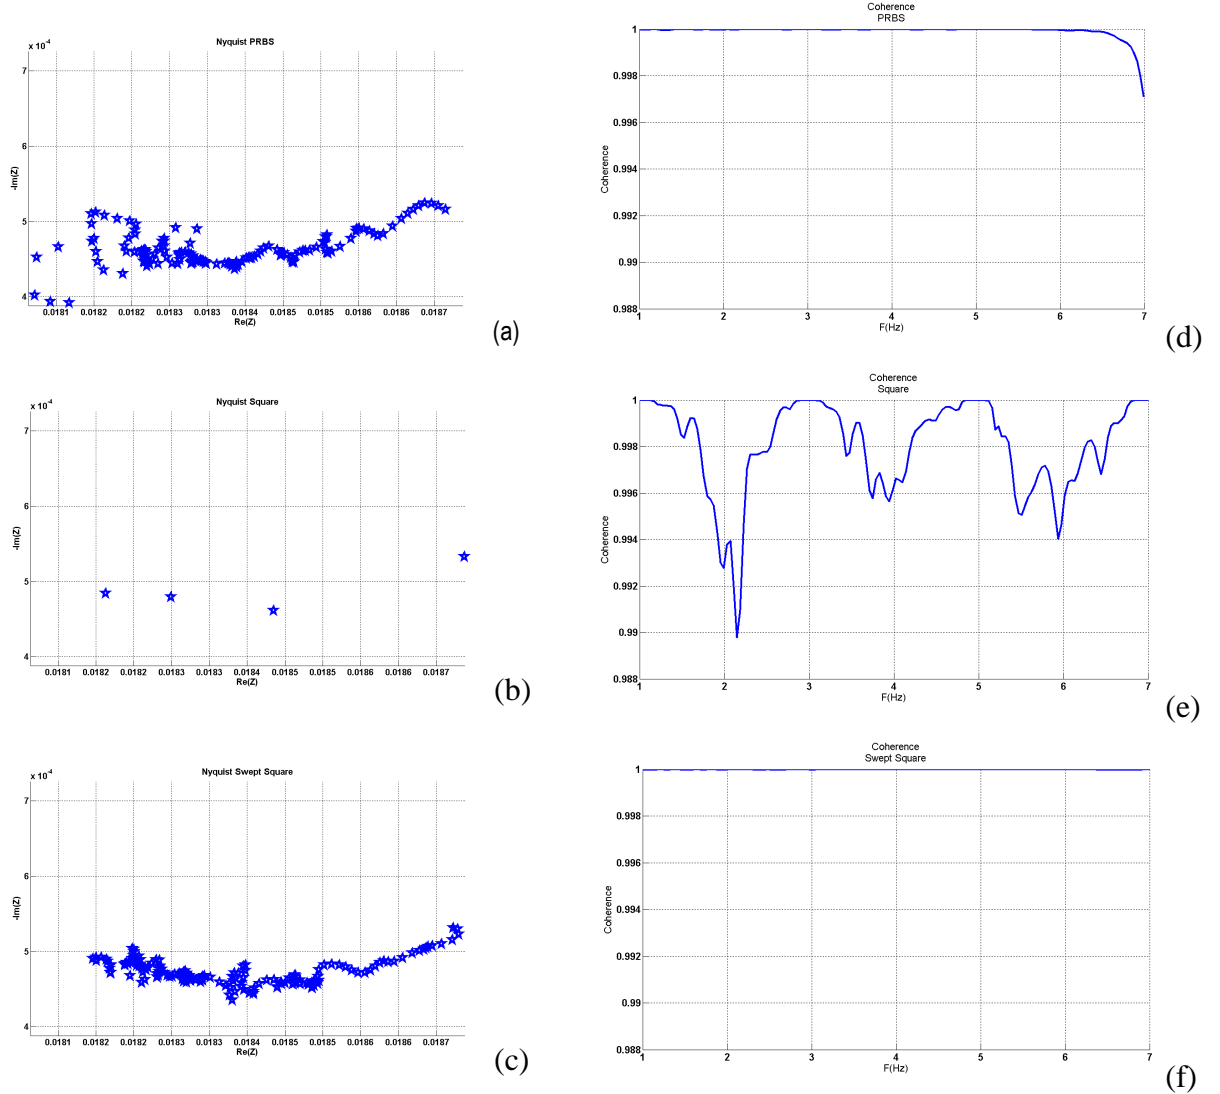 Nyquist PRBS
x 10^-4
7
6
5
4
-Im(Z)
0.0181 0.0182 0.0182 0.0183 0.0183 0.0184 0.0185 0.0185 0.0186 0.0186 0.0187
Re(Z)
(a)
Coherence
PRBS
1
0.998
0.996
0.994
0.992
0.99
0.988
Coherence
1 2 3 4 5 6 7
F(Hz)
(d)
Nyquist Square
x 10^-4
7
6
5
4
-Im(Z)
0.0181 0.0182 0.0182 0.0183 0.0183 0.0184 0.0185 0.0185 0.0186 0.0186 0.0187
Re(Z)
(b)
Coherence
Square
1
0.998
0.996
0.994
0.992
0.99
0.988
Coherence
1 2 3 4 5 6 7
F(Hz)
(e)
Nyquist Swept Square
x 10^-4
7
6
5
4
-Im(Z)
0.0181 0.0182 0.0182 0.0183 0.0183 0.0184 0.0185 0.0185 0.0186 0.0186 0.0187
Re(Z)
(c)
Coherence
Swept Square
1
0.998
0.996
0.994
0.992
0.99
0.988
Coherence
1 2 3 4 5 6 7
F(Hz)
(f)